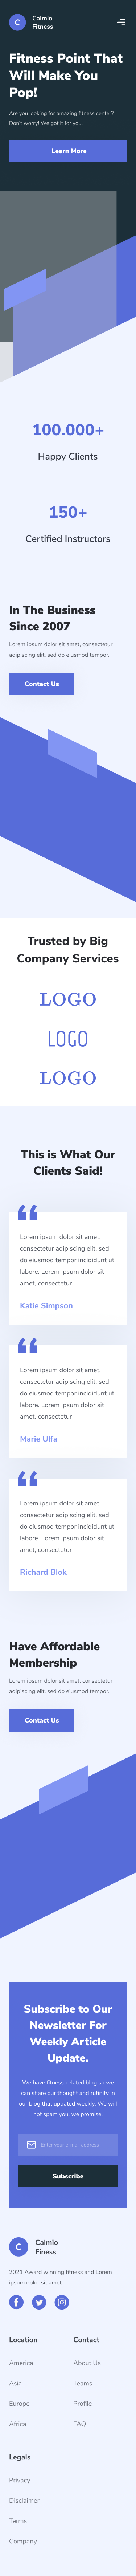 C
Calmio
Fitness
Fitness Point That
Will Make You
Pop!
Are you looking for amazing fitness center?
Don't worry! We got it for you!
Learn More
100.000+
Happy Clients
150+
Certified Instructors
In The Business
Since 2007
Lorem ipsum dolor sit amet, consectetur
adipiscing elit, sed do eiusmod tempor.
Contact Us
Trusted by Big
Company Services
LOGO
LOGO
LOGO
This is What Our
Clients Said!
“
Lorem ipsum dolor sit amet,
consectetur adipiscing elit, sed
do eiusmod tempor incididunt ut
labore. Lorem ipsum dolor sit
amet, consectetur
Katie Simpson
“
Lorem ipsum dolor sit amet,
consectetur adipiscing elit, sed
do eiusmod tempor incididunt ut
labore. Lorem ipsum dolor sit
amet, consectetur
Marie Ulfa
“
Lorem ipsum dolor sit amet,
consectetur adipiscing elit, sed
do eiusmod tempor incididunt ut
labore. Lorem ipsum dolor sit
amet, consectetur
Richard Blok
Have Affordable
Membership
Lorem ipsum dolor sit amet, consectetur
adipiscing elit, sed do eiusmod tempor.
Contact Us
Subscribe to Our
Newsletter For
Weekly Article
Update.
We have fitness-related blog so we
can share our thought and rutinity in
our blog that updated weekly. We will
not spam you, we promise.
Enter your e-mail address
Subscribe
C
Calmio
Finess
2021 Award winning fitness and Lorem
ipsum dolor sit amet
Location
America
Asia
Europe
Africa
Contact
About Us
Teams
Profile
FAQ
Legals
Privacy
Disclaimer
Terms
Company